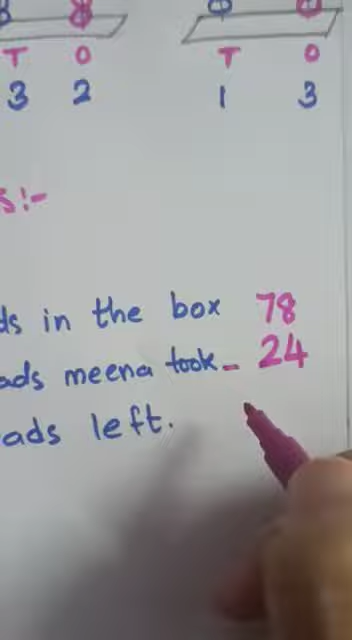 T O T O
3 2 1 3
s:-
ds in the box 78
ads meena took - 24
ads left.